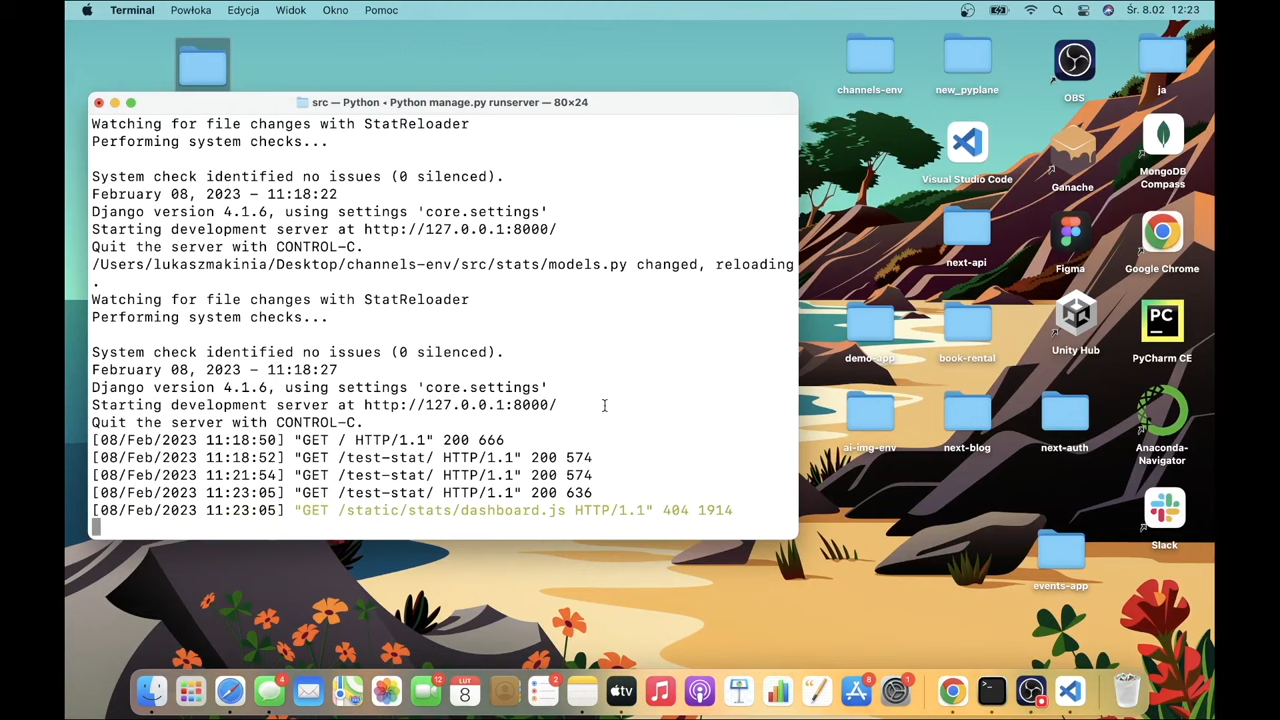 Terminal Powłoka Edycja Widok Okno Pomoc Śr. 8.02 12:23
src — Python • Python manage.py runserver — 80×24
Watching for file changes with StatReloader
Performing system checks...
System check identified no issues (0 silenced).
February 08, 2023 - 11:18:22
Django version 4.1.6, using settings 'core.settings'
Starting development server at http://127.0.0.1:8000/
Quit the server with CONTROL-C.
/Users/lukaszmakinia/Desktop/channels-env/src/stats/models.py changed, reloading
.
Watching for file changes with StatReloader
Performing system checks...
System check identified no issues (0 silenced).
February 08, 2023 - 11:18:27
Django version 4.1.6, using settings 'core.settings'
Starting development server at http://127.0.0.1:8000/
Quit the server with CONTROL-C.
[08/Feb/2023 11:18:50] "GET / HTTP/1.1" 200 666
[08/Feb/2023 11:18:52] "GET /test-stat/ HTTP/1.1" 200 574
[08/Feb/2023 11:21:54] "GET /test-stat/ HTTP/1.1" 200 574
[08/Feb/2023 11:23:05] "GET /test-stat/ HTTP/1.1" 200 636
[08/Feb/2023 11:23:05] "GET /static/stats/dashboard.js HTTP/1.1" 404 1914
channels-env
new_pyplane
OBS
ja
Visual Studio Code
Ganache
MongoDB
Compass
next-api
Figma
Google Chrome
demo-app
book-rental
Unity Hub
PC
PyCharm CE
ai-img-env
next-blog
next-auth
Anaconda-
Navigator
Slack
events-app
4
12
LUT
8
2
tv
8
1